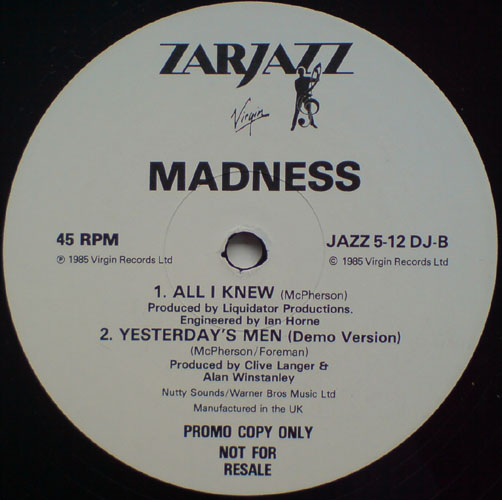 ZARJAZZ
Virgin
MADNESS
45 RPM
JAZZ 5-12 DJ-B
℗ 1985 Virgin Records Ltd
© 1985 Virgin Records Ltd
1. ALL I KNEW (McPherson)
Produced by Liquidator Productions.
Engineered by Ian Horne
2. YESTERDAY'S MEN (Demo Version)
(McPherson/Foreman)
Produced by Clive Langer &
Alan Winstanley
Nutty Sounds/Warner Bros Music Ltd
Manufactured in the UK
PROMO COPY ONLY
NOT FOR
RESALE